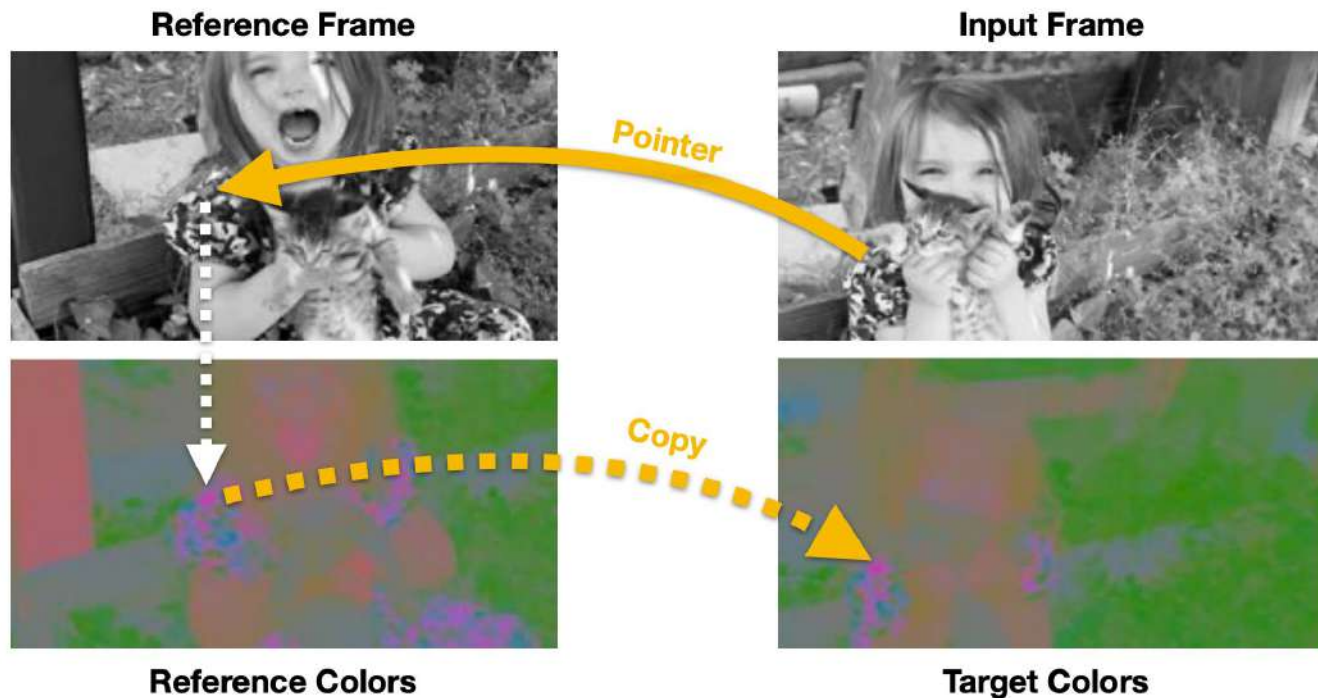 Reference Frame
Input Frame
Pointer
Copy
Reference Colors
Target Colors